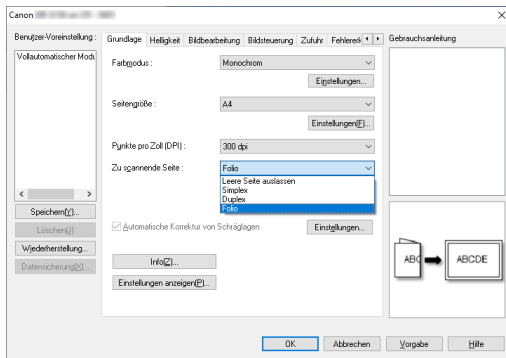 Canon
Benutzer-Voreinstellung :
Vollautomatischer Modu
Speichern(Y)...
Löschen(J)
Wiederherstellung...
Datensicherung(X)...
Grundlage Helligkeit Bildbearbeitung Bildsteuerung Zufuhr Fehlererk
Farbmodus :
Monochrom
Einstellungen...
Seitengröße :
A4
Einstellungen(F)...
Punkte pro Zoll (DPI) :
300 dpi
Zu scannende Seite :
Folio
Leere Seite auslassen
Simplex
Duplex
Folio
Automatische Korrektur von Schräglagen
Einstellungen...
Info(Z)...
Einstellungen anzeigen(P)...
Gebrauchsanleitung
ABC
ABCDE
OK Abbrechen Vorgabe Hilfe